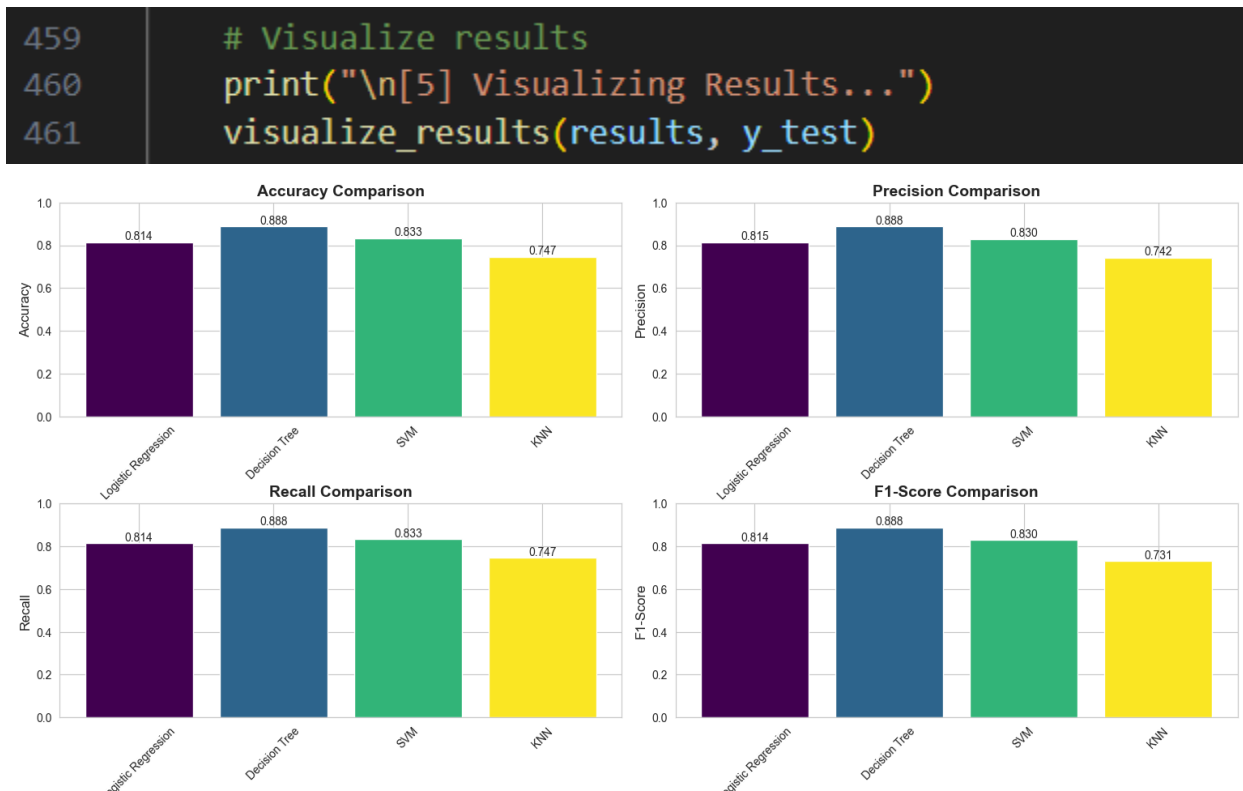 459 # Visualize results
460 print("\n[5] Visualizing Results...")
461 visualize_results(results, y_test)
Accuracy Comparison
1.0
0.8
0.6
0.4
0.2
0.0
Accuracy
0.814
0.888
0.833
0.747
Logistic Regression
Decision Tree
SVM
KNN
Precision Comparison
1.0
0.8
0.6
0.4
0.2
0.0
Precision
0.815
0.888
0.830
0.742
Logistic Regression
Decision Tree
SVM
KNN
Recall Comparison
1.0
0.8
0.6
0.4
0.2
0.0
Recall
0.814
0.888
0.833
0.747
ogistic Regression
Decision Tree
SVM
KNN
F1-Score Comparison
1.0
0.8
0.6
0.4
0.2
0.0
F1-Score
0.814
0.888
0.830
0.731
ogistic Regression
Decision Tree
SVM
KNN